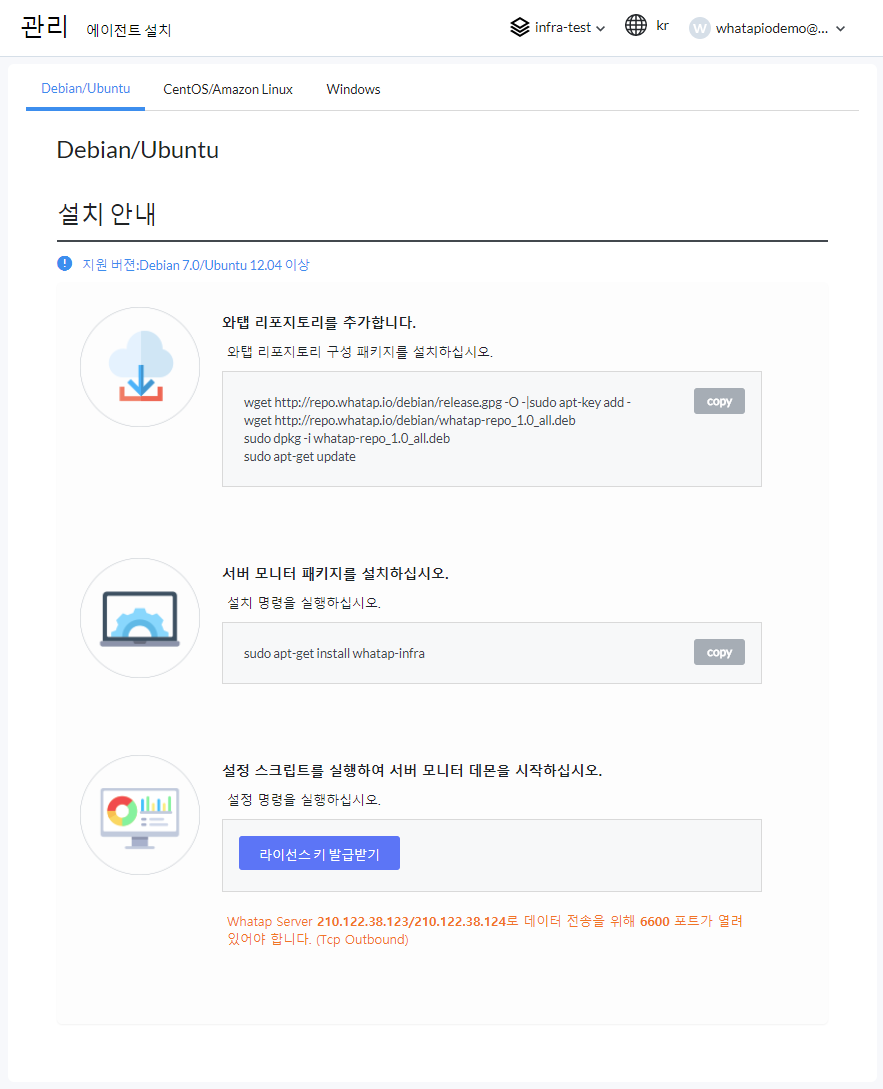 관리 에이전트 설치 infra-test kr W whatapiodemo@...
Debian/Ubuntu CentOS/Amazon Linux Windows
Debian/Ubuntu
설치 안내
지원 버젼:Debian 7.0/Ubuntu 12.04 이상
와탭 리포지토리를 추가합니다.
와탭 리포지토리 구성 패키지를 설치하십시오.
wget http://repo.whatap.io/debian/release.gpg -O -|sudo apt-key add - copy
wget http://repo.whatap.io/debian/whatap-repo_1.0_all.deb
sudo dpkg -i whatap-repo_1.0_all.deb
sudo apt-get update
서버 모니터 패키지를 설치하십시오.
설치 명령을 실행하십시오.
sudo apt-get install whatap-infra copy
설정 스크립트를 실행하여 서버 모니터 데몬을 시작하십시오.
설정 명령을 실행하십시오.
라이선스 키 발급받기
Whatap Server 210.122.38.123/210.122.38.124로 데이터 전송을 위해 6600 포트가 열려
있어야 합니다. (Tcp Outbound)